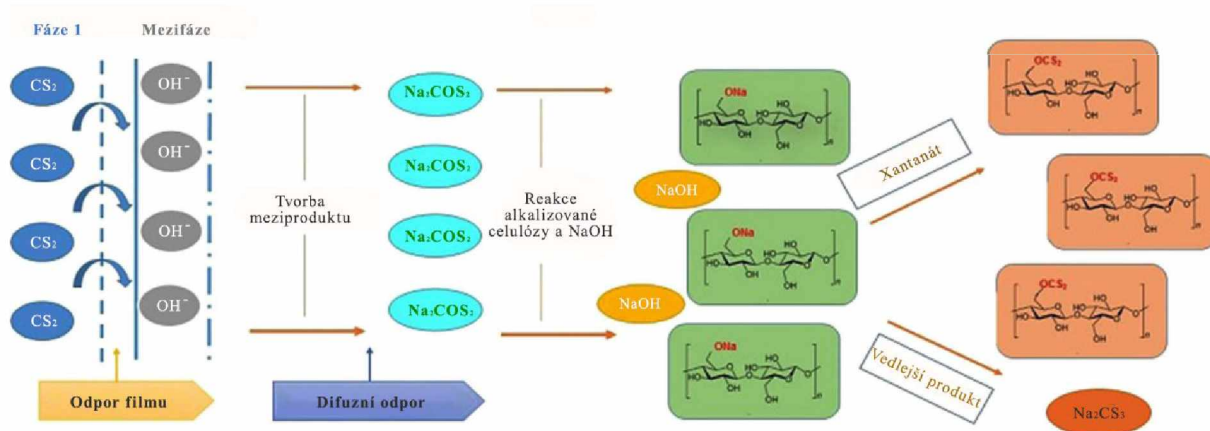 Fáze 1
Mezifáze
CS₂
CS₂
CS₂
CS₂
OH⁻
OH⁻
OH⁻
OH⁻
Odpor filmu
Tvorba
meziproduktu
Difuzní odpor
Na₂COS₂
Na₂COS₂
Na₂COS₂
Na₂COS₂
Reakce
alkalizované
celulózy a NaOH
NaOH
NaOH
ONa
ONa
ONa
Xantanát
Vedlejší produkt
OCS₂
OCS₂
OCS₂
Na₂CS₃